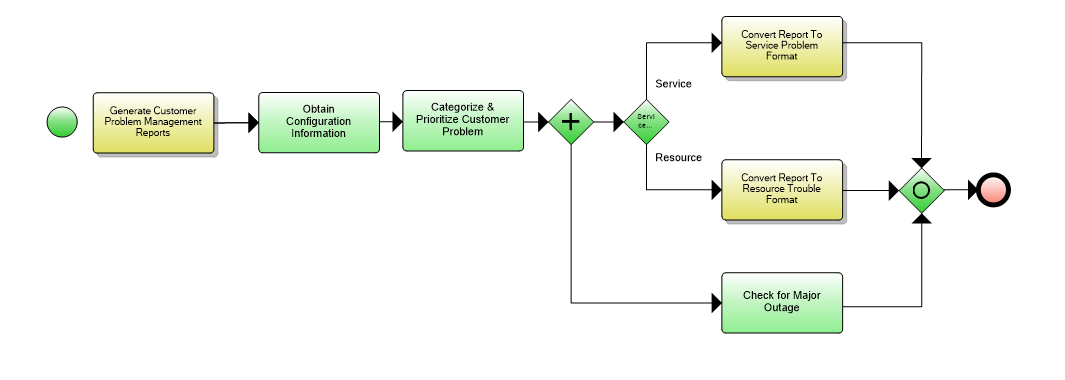 Generate Customer
Problem Management
Reports
Obtain
Configuration
Information
Categorize &
Prioritize Customer
Problem
Servi
ce...
Service
Resource
Convert Report To
Service Problem
Format
Convert Report To
Resource Trouble
Format
Check for Major
Outage